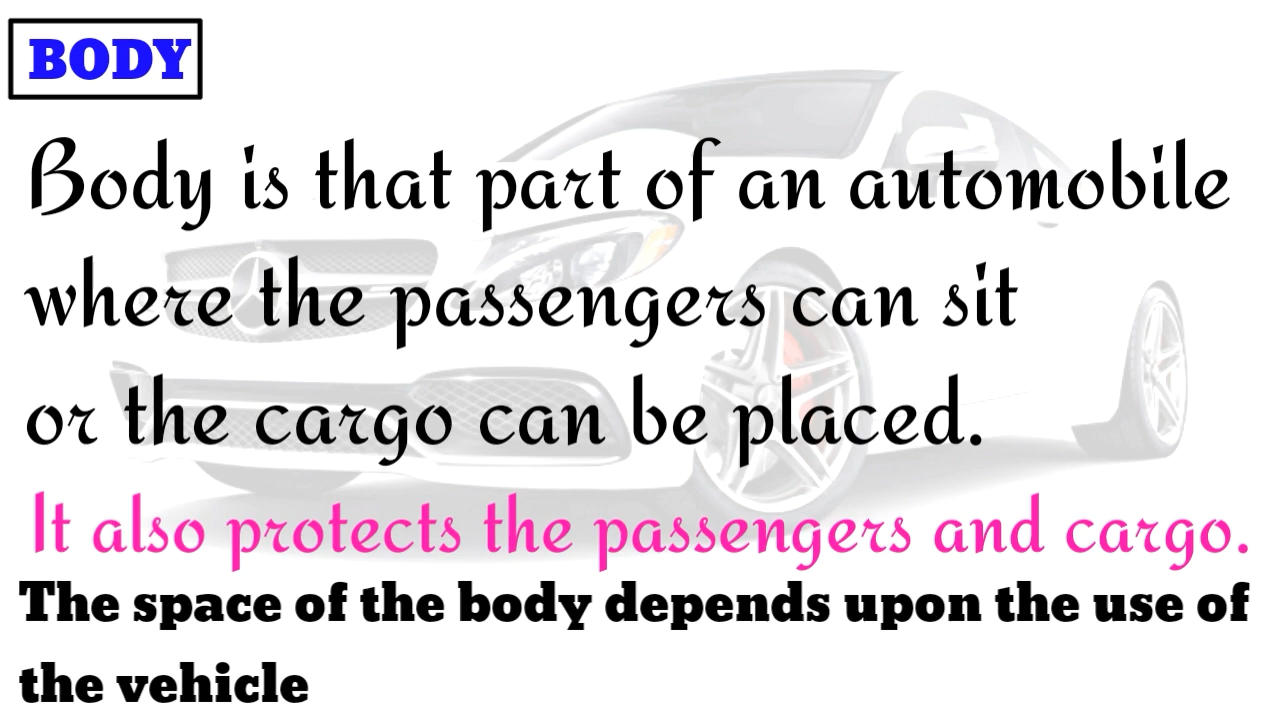 BODY
Body is that part of an automobile
where the passengers can sit
or the cargo can be placed.
It also protects the passengers and cargo.
The space of the body depends upon the use of
the vehicle